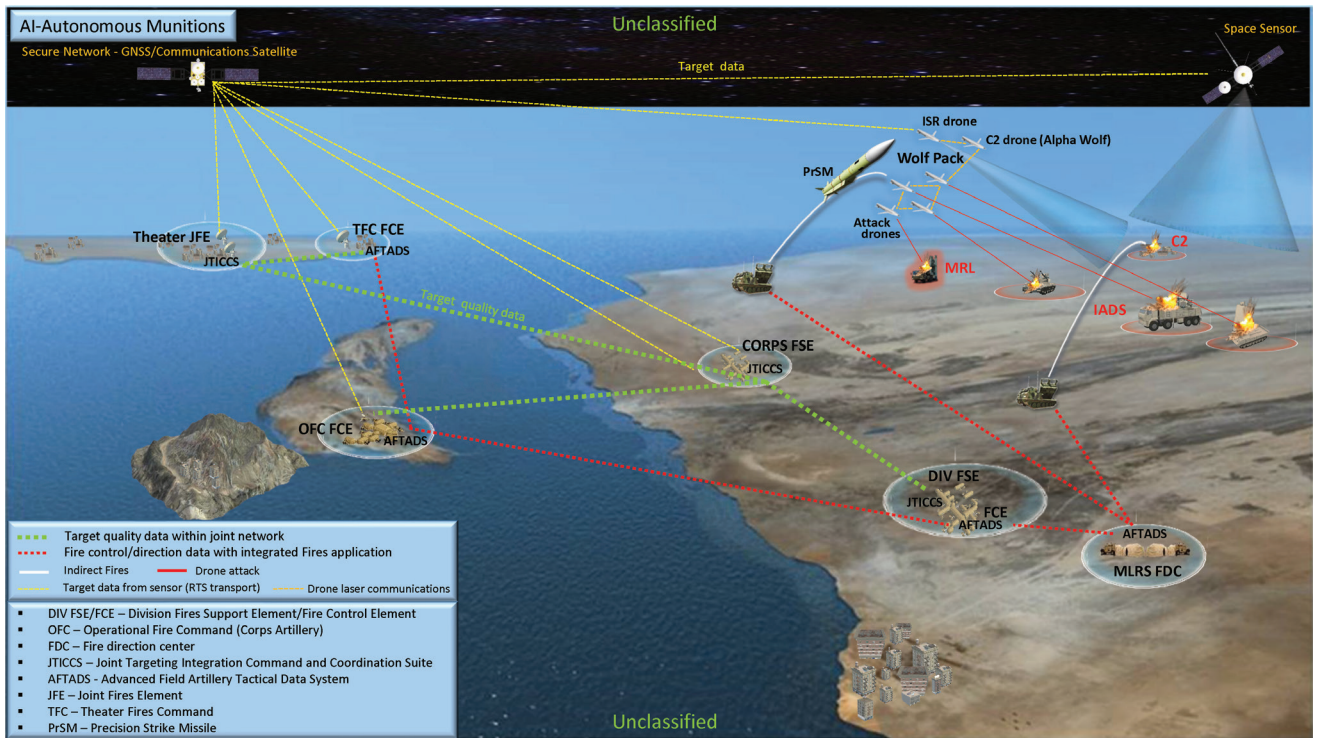 AI-Autonomous Munitions
Unclassified
Secure Network - GNSS/Communications Satellite
Space Sensor
Target data
ISR drone
C2 drone (Alpha Wolf)
Wolf Pack
PrSM
Attack
drones
Theater JFE
JTICCS
TFC FCE
AFTADS
C2
MRL
IADS
Target quality data
CORPS FSE
JTICCS
OFC FCE
AFTADS
DIV FSE
JTICCS
FCE
AFTADS
AFTADS
MLRS FDC
Target quality data within joint network
Fire control/direction data with integrated Fires application
Indirect Fires
Drone attack
Target data from sensor (RTS transport)
Drone laser communications
▪ DIV FSE/FCE – Division Fires Support Element/Fire Control Element
▪ OFC – Operational Fire Command (Corps Artillery)
▪ FDC – Fire direction center
▪ JTICCS – Joint Targeting Integration Command and Coordination Suite
▪ AFTADS - Advanced Field Artillery Tactical Data System
▪ JFE – Joint Fires Element
▪ TFC – Theater Fires Command
▪ PrSM – Precision Strike Missile
Unclassified